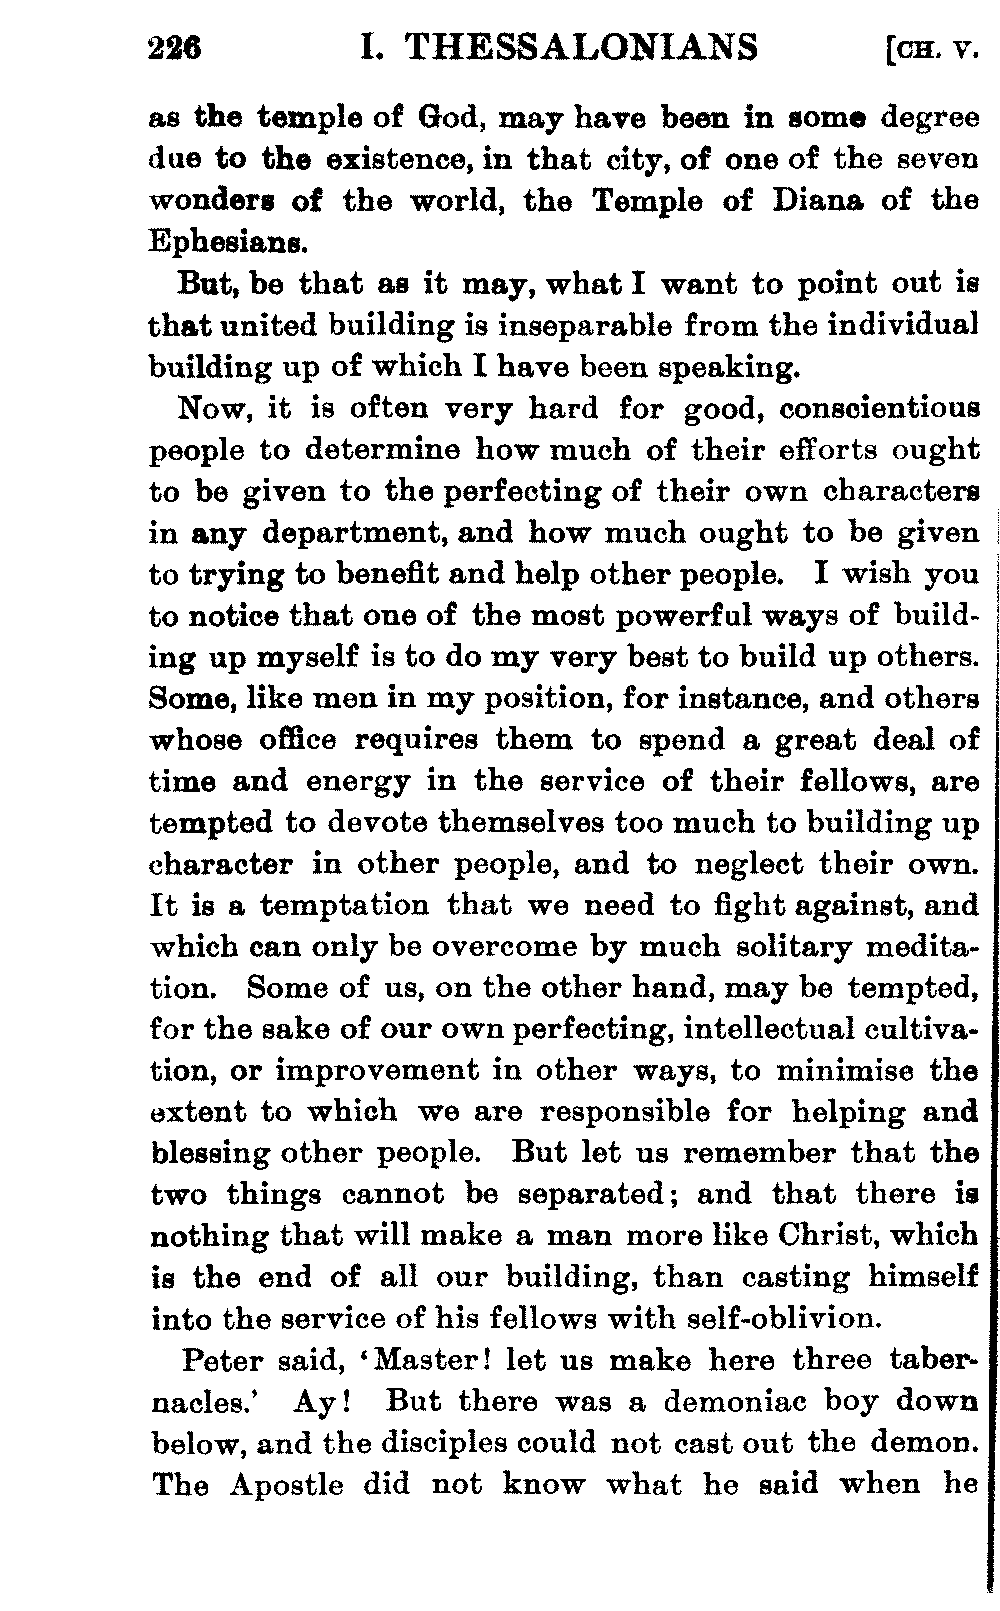 226 I. THESSALONIANS [CH. V.
as the temple of God, may have been in some degree
due to the existence, in that city, of one of the seven
wonders of the world, the Temple of Diana of the
Ephesians.
But, be that as it may, what I want to point out is
that united building is inseparable from the individual
building up of which I have been speaking.
Now, it is often very hard for good, conscientious
people to determine how much of their efforts ought
to be given to the perfecting of their own characters
in any department, and how much ought to be given
to trying to benefit and help other people. I wish you
to notice that one of the most powerful ways of build-
ing up myself is to do my very best to build up others.
Some, like men in my position, for instance, and others
whose office requires them to spend a great deal of
time and energy in the service of their fellows, are
tempted to devote themselves too much to building up
character in other people, and to neglect their own.
It is a temptation that we need to fight against, and
which can only be overcome by much solitary medita-
tion. Some of us, on the other hand, may be tempted,
for the sake of our own perfecting, intellectual cultiva-
tion, or improvement in other ways, to minimise the
extent to which we are responsible for helping and
blessing other people. But let us remember that the
two things cannot be separated; and that there is
nothing that will make a man more like Christ, which
is the end of all our building, than casting himself
into the service of his fellows with self-oblivion.
Peter said, 'Master! let us make here three taber-
nacles.' Ay! But there was a demoniac boy down
below, and the disciples could not cast out the demon.
The Apostle did not know what he said when he